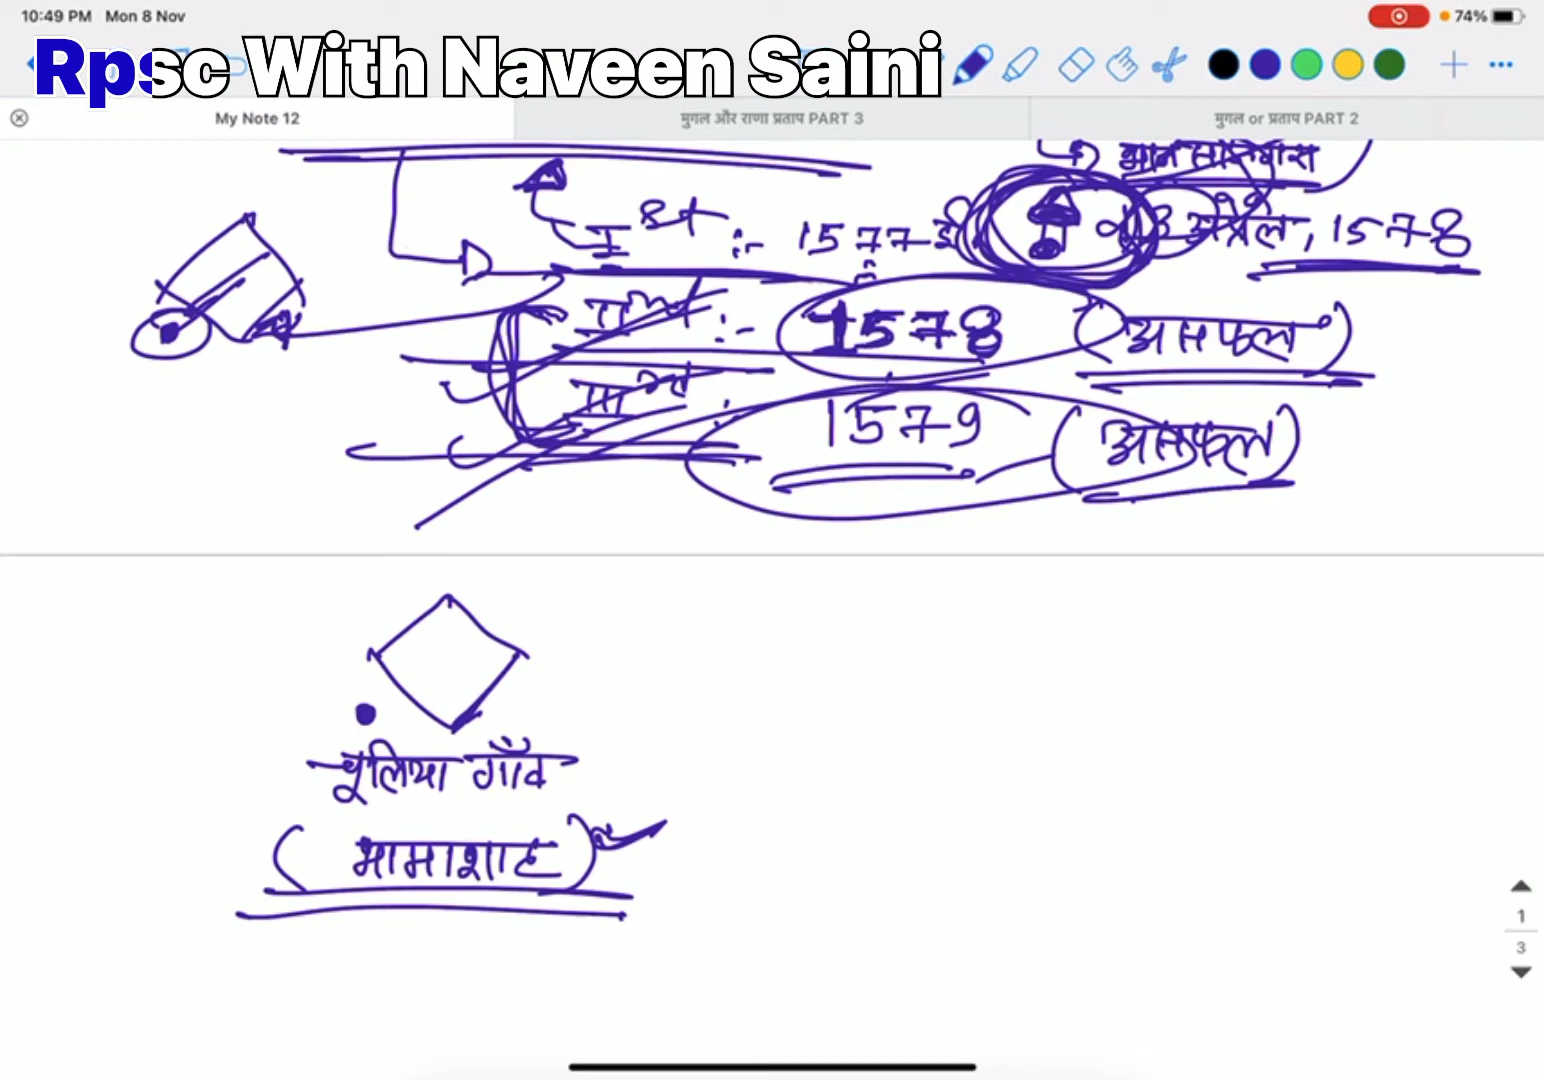 10:49 PM Mon 8 Nov
74%
Rpsc With Naveen Saini
My Note 12
मुगल और राणा प्रताप PART 3
मुगल or प्रताप PART 2
I st :- 1577 ई
3 अप्रैल, 1578
:- 1578 (असफल)
: 1579 (असफल)
चूलिया गाँव
(भामाशाह)
1
3